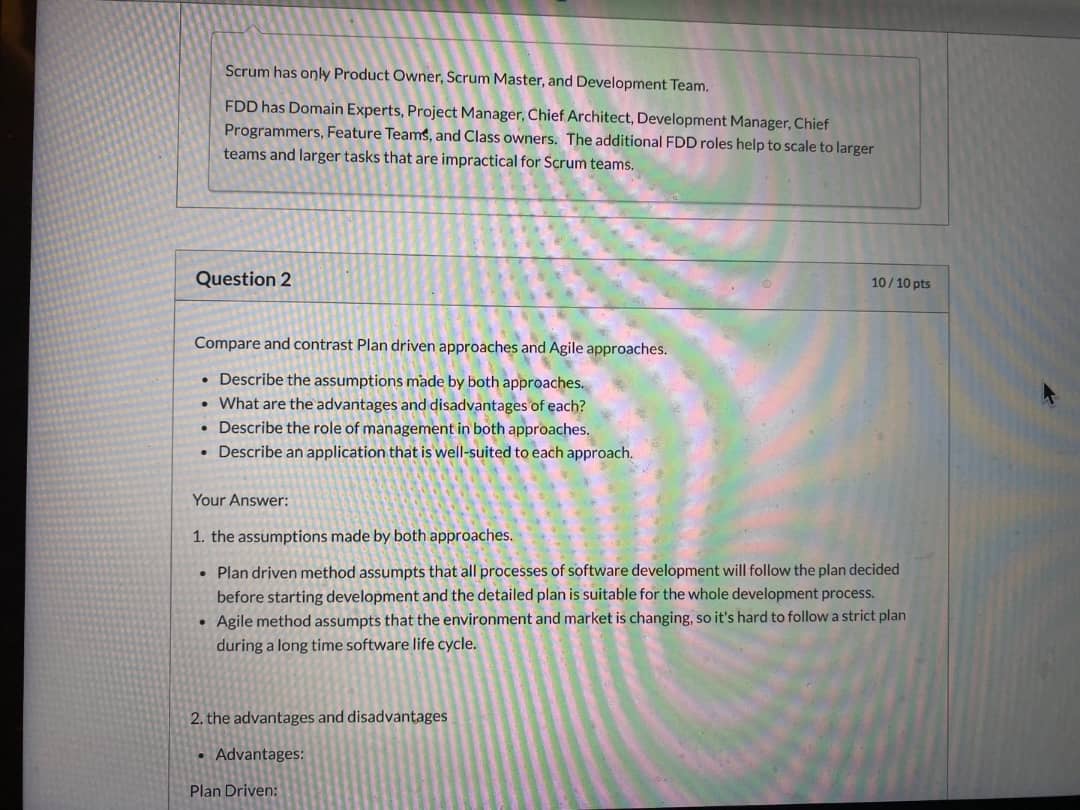 Scrum has only Product Owner, Scrum Master, and Development Team.
FDD has Domain Experts, Project Manager, Chief Architect, Development Manager, Chief
Programmers, Feature Teams, and Class owners. The additional FDD roles help to scale to larger
teams and larger tasks that are impractical for Scrum teams.
Question 2
10 / 10 pts
Compare and contrast Plan driven approaches and Agile approaches.
• Describe the assumptions made by both approaches.
• What are the advantages and disadvantages of each?
• Describe the role of management in both approaches.
• Describe an application that is well-suited to each approach.
Your Answer:
1. the assumptions made by both approaches.
• Plan driven method assumpts that all processes of software development will follow the plan decided
before starting development and the detailed plan is suitable for the whole development process.
• Agile method assumpts that the environment and market is changing, so it's hard to follow a strict plan
during a long time software life cycle.
2. the advantages and disadvantages
• Advantages:
Plan Driven: